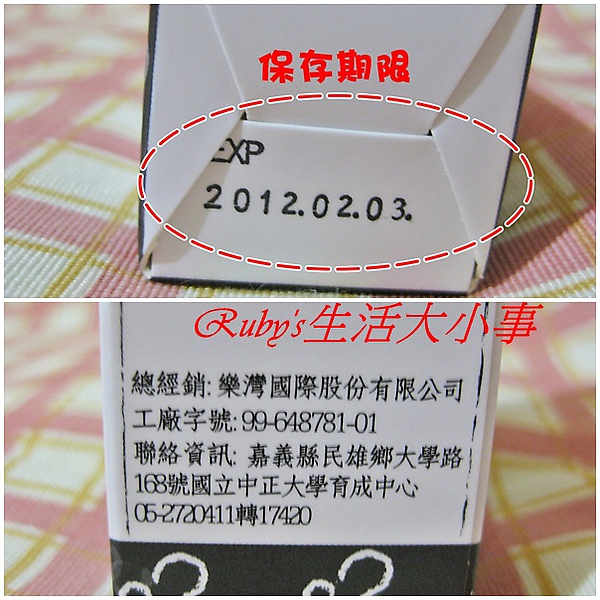 保存期限
EXP
2012.02.03.
Ruby's生活大小事
總經銷: 樂灣國際股份有限公司
工廠字號: 99-648781-01
聯絡資訊: 嘉義縣民雄鄉大學路
168號國立中正大學育成中心
05-2720411轉17420